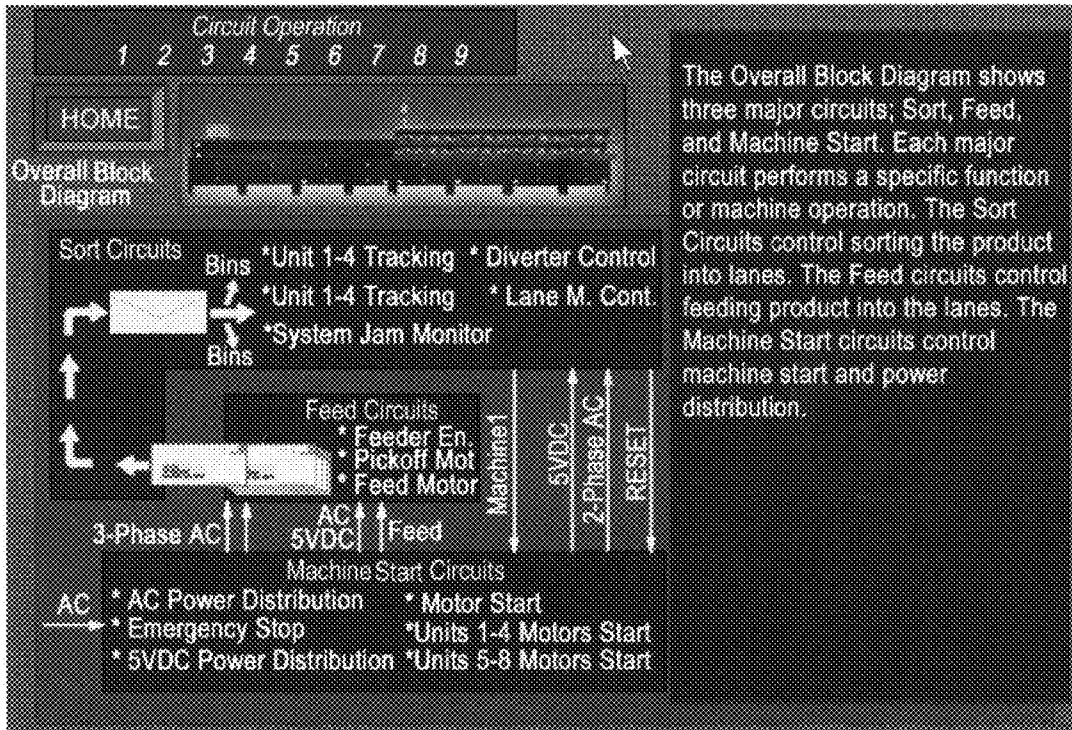 Circuit Operation
1 2 3 4 5 6 7 8 9
HOME
Overall Block
Diagram
Sort Circuits
Bins
*Unit 1-4 Tracking * Diverter Control
*Unit 1-4 Tracking * Lane M. Cont.
*System Jam Monitor
Bins
Feed Circuits
* Feeder En.
* Pickoff Mot
* Feed Motor
Machine1
5VDC
2-Phase AC
RESET
3-Phase AC
AC
5VDC
Feed
Machine Start Circuits
AC
* AC Power Distribution * Motor Start
* Emergency Stop *Units 1-4 Motors Start
* 5VDC Power Distribution *Units 5-8 Motors Start
The Overall Block Diagram shows
three major circuits; Sort, Feed,
and Machine Start. Each major
circuit performs a specific function
or machine operation. The Sort
Circuits control sorting the product
into lanes. The Feed circuits control
feeding product into the lanes. The
Machine Start circuits control
machine start and power
distribution.